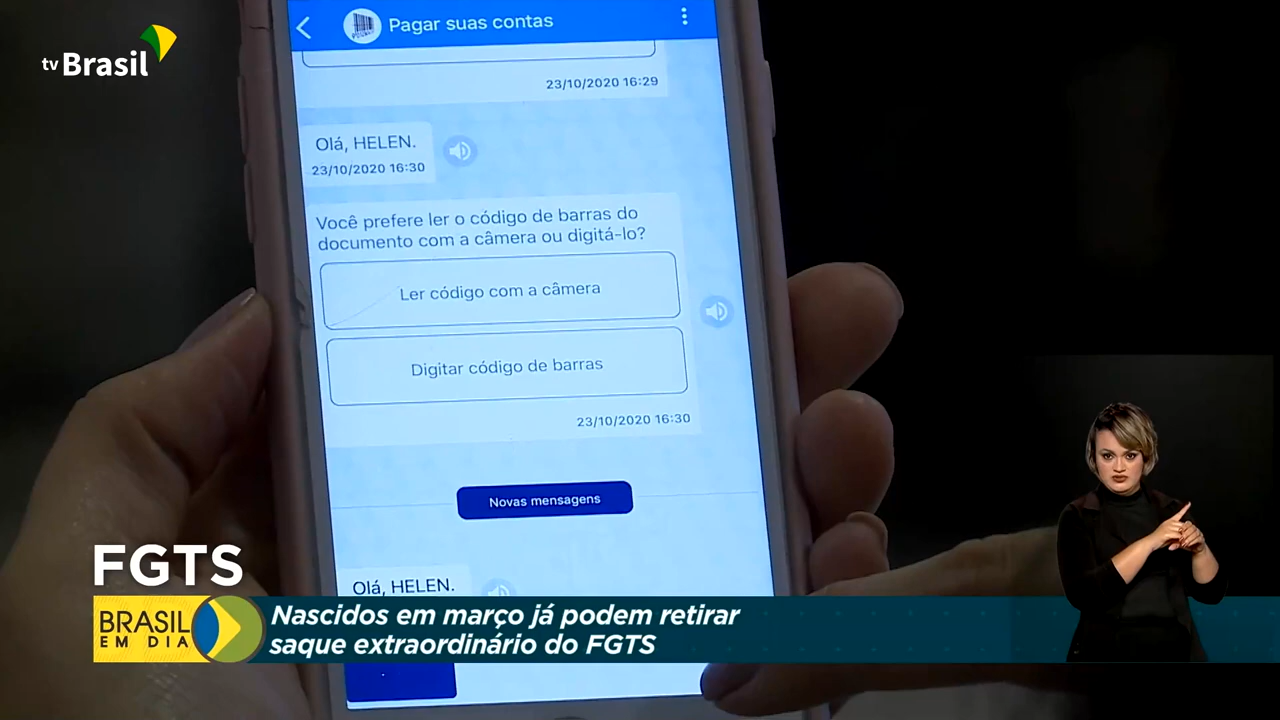 tv Brasil
Pagar suas contas
23/10/2020 16:29
Olá, HELEN.
23/10/2020 16:30
Você prefere ler o código de barras do
documento com a câmera ou digitá-lo?
Ler código com a câmera
Digitar código de barras
23/10/2020 16:30
Novas mensagens
Olá, HELEN.
FGTS
BRASIL
EM DIA
Nascidos em março já podem retirar
saque extraordinário do FGTS